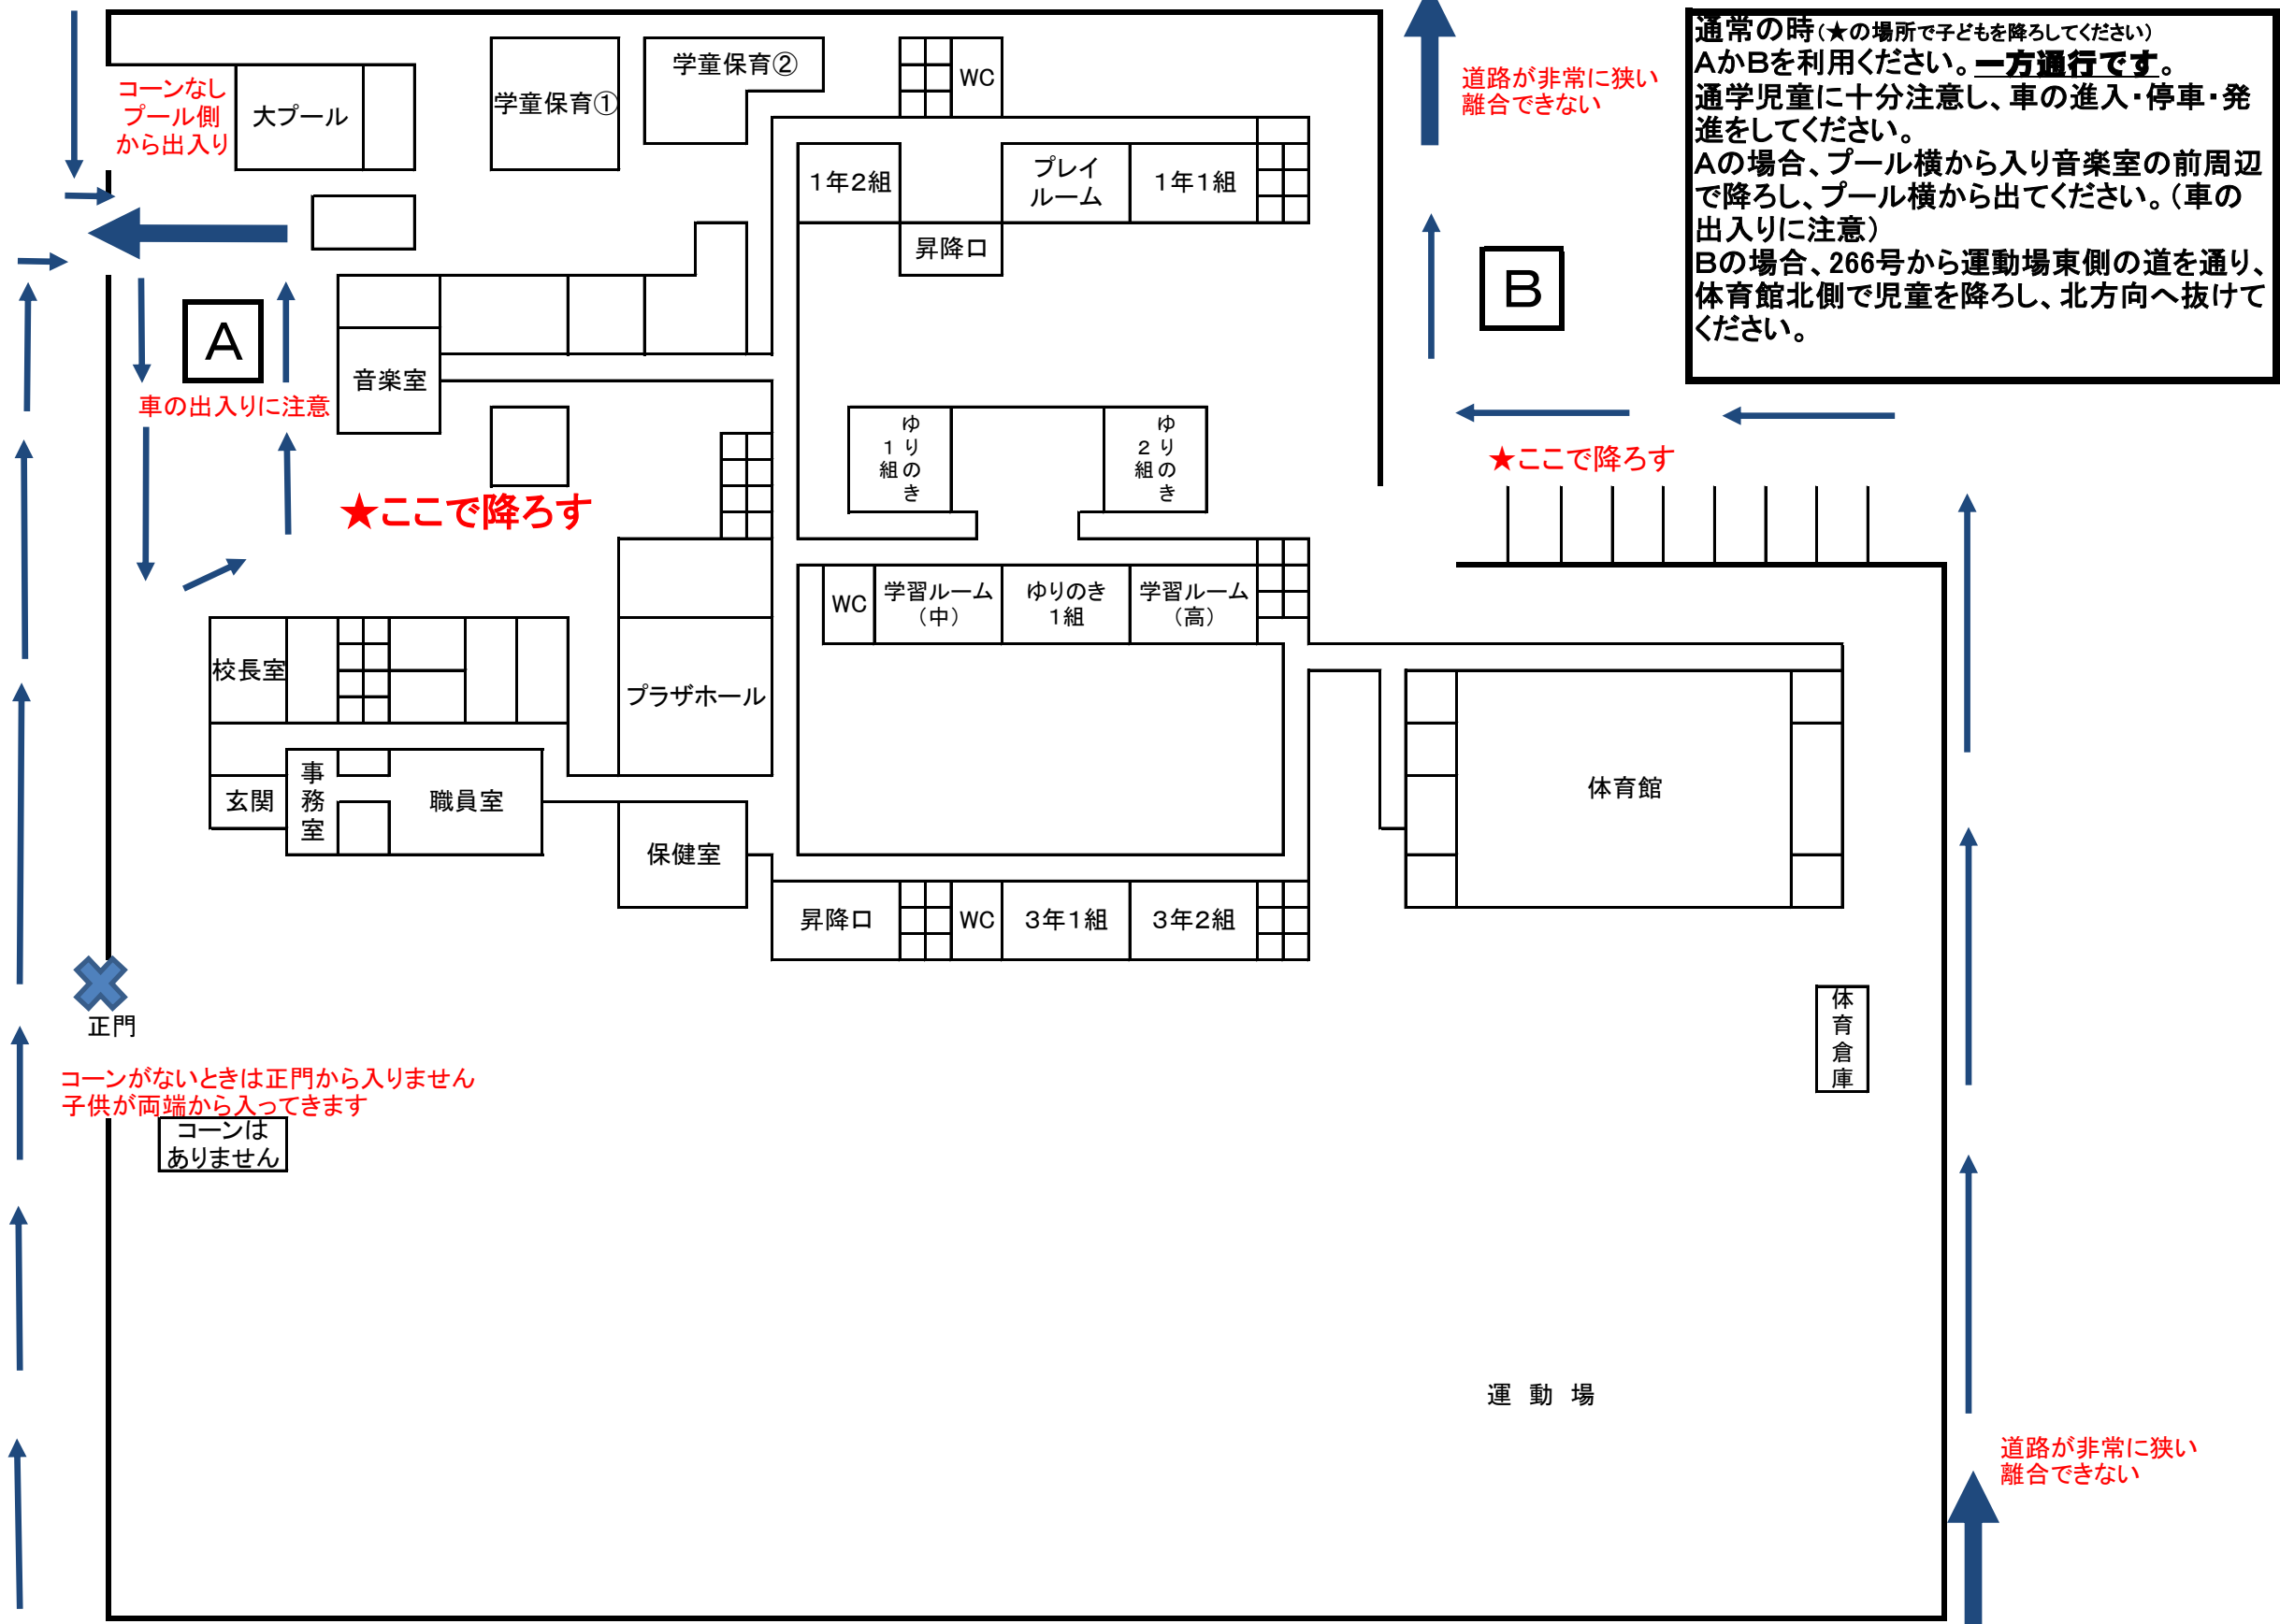 通常の時(★の場所で子どもを降ろしてください)
AかBを利用ください。一方通行です。
通学児童に十分注意し、車の進入・停車・発
進をしてください。
Aの場合、プール横から入り音楽室の前周辺
で降ろし、プール横から出てください。(車の
出入りに注意)
Bの場合、266号から運動場東側の道を通り、
体育館北側で児童を降ろし、北方向へ抜けて
ください。
コーンなし
プール側
から出入り
大プール
学童保育①
学童保育②
WC
道路が非常に狭い
離合できない
1年2組
プレイ
ルーム
1年1組
昇降口
A
B
車の出入りに注意
音楽室
ゆりのき
1組
ゆりのき
2組
★ここで降ろす
★ここで降ろす
WC
学習ルーム
(中)
ゆりのき
1組
学習ルーム
(高)
校長室
プラザホール
玄関
事務室
職員室
体育館
保健室
昇降口
WC
3年1組
3年2組
正門
体育倉庫
コーンがないときは正門から入りません
子供が両端から入ってきます
コーンは
ありません
運動場
道路が非常に狭い
離合できない